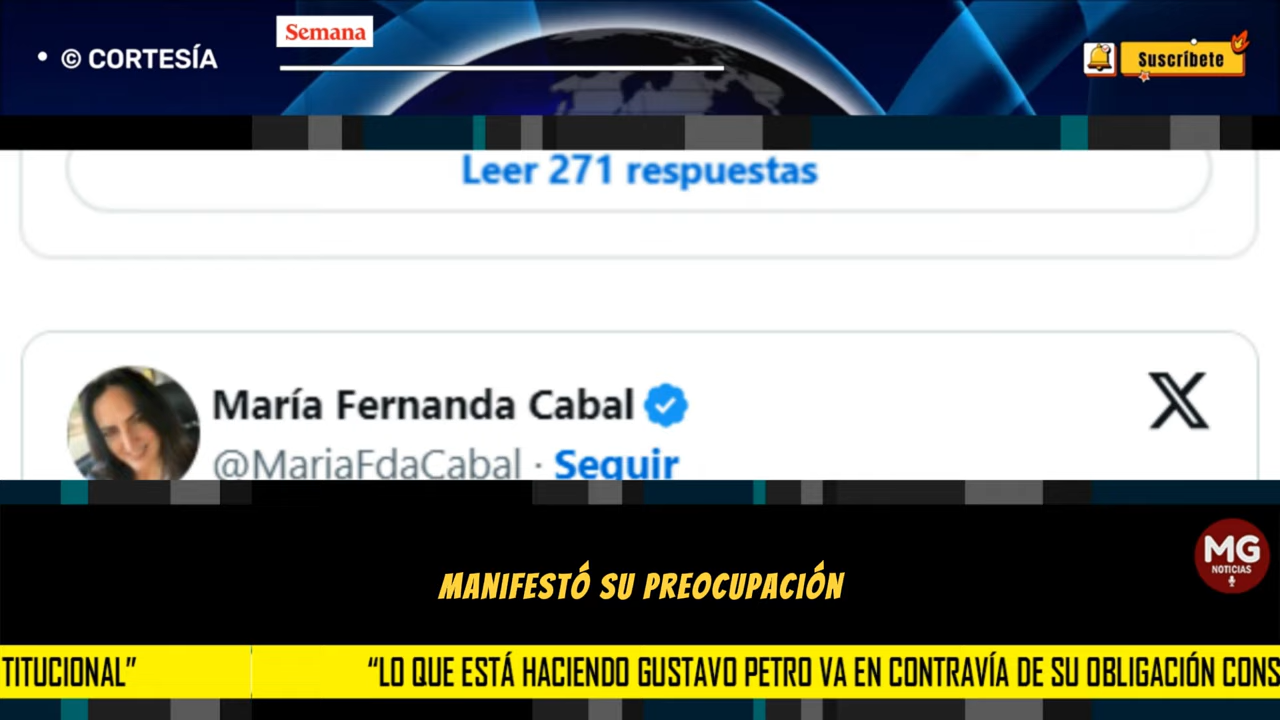 Semana
• © CORTESÍA
Suscríbete
Leer 271 respuestas
María Fernanda Cabal
@MariaFdaCabal · Seguir
MG
NOTICIAS
MANIFESTÓ SU PREOCUPACIÓN
TITUCIONAL” “LO QUE ESTÁ HACIENDO GUSTAVO PETRO VA EN CONTRAVÍA DE SU OBLIGACIÓN CONS